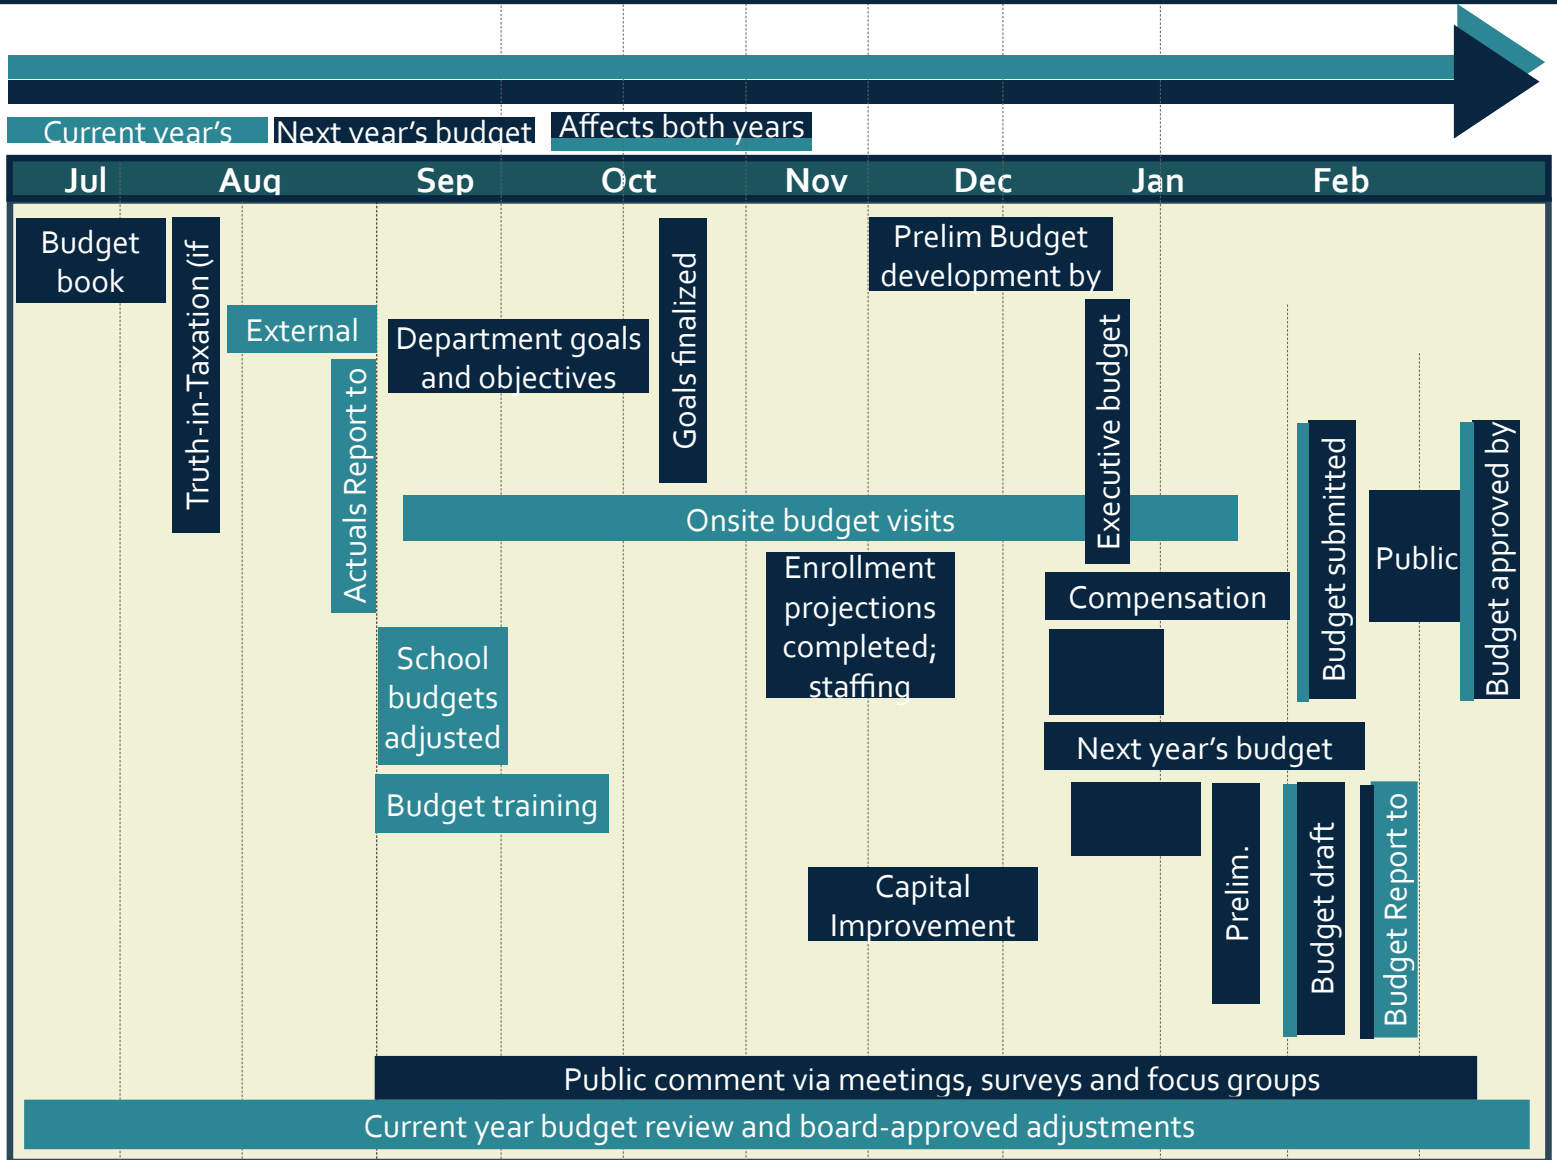 Current year's
Next year's budget
Affects both years
Jul
Aug
Sep
Oct
Nov
Dec
Jan
Feb
Budget
book
Truth-in-Taxation (if
External
Actuals Report to
Department goals
and objectives
Goals finalized
Prelim Budget
development by
Executive budget
Onsite budget visits
Enrollment
projections
completed;
staffing
Compensation
Budget submitted
Public
Budget approved by
School
budgets
adjusted
Next year's budget
Budget training
Capital
Improvement
Prelim.
Budget draft
Budget Report to
Public comment via meetings, surveys and focus groups
Current year budget review and board-approved adjustments